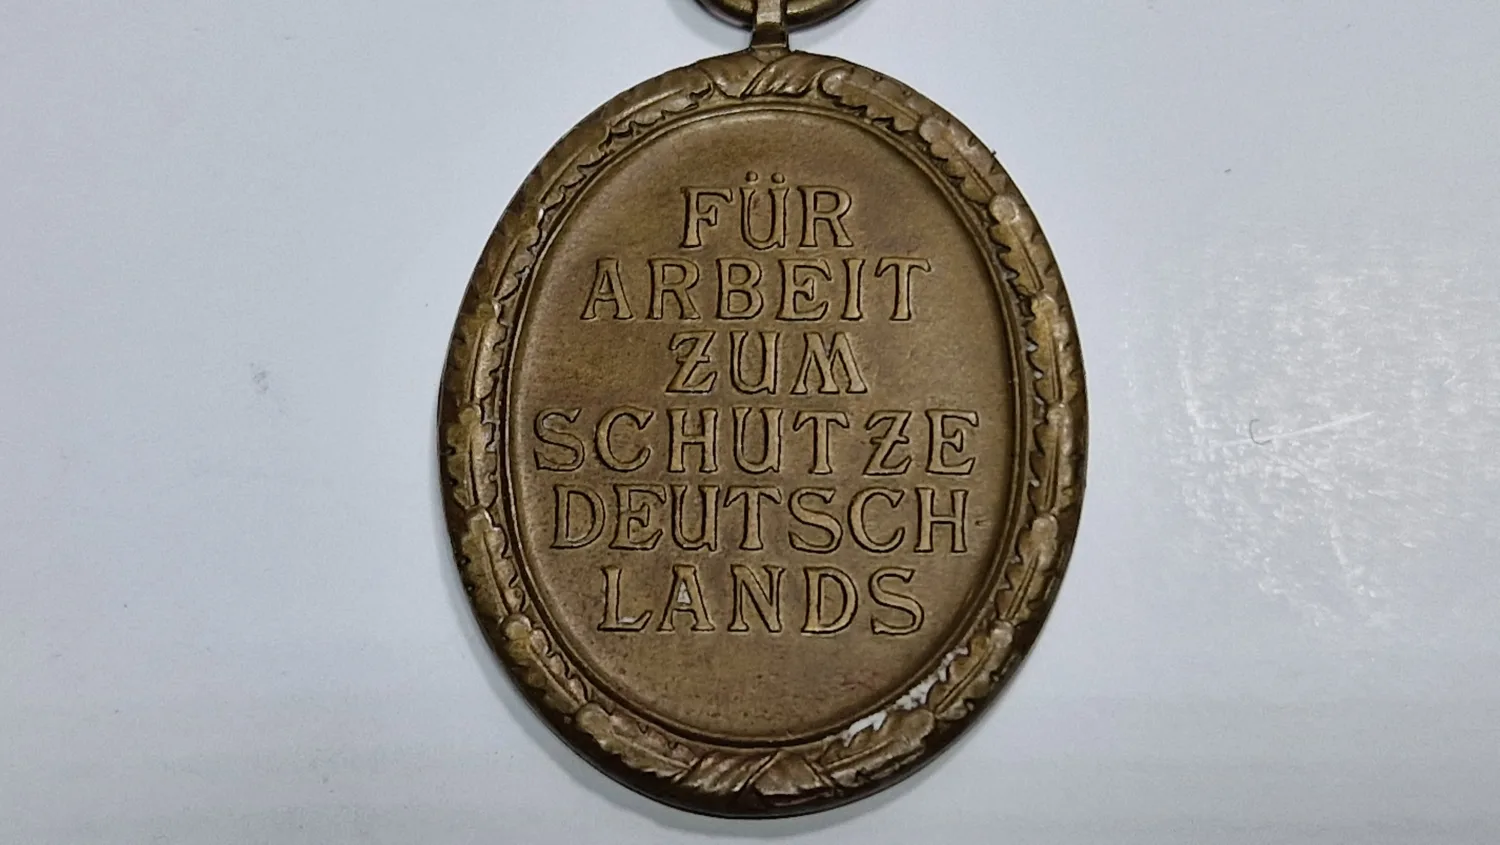 FÜR
ARBEIT
ZUM
SCHUTZE
DEUTSCH-
LANDS